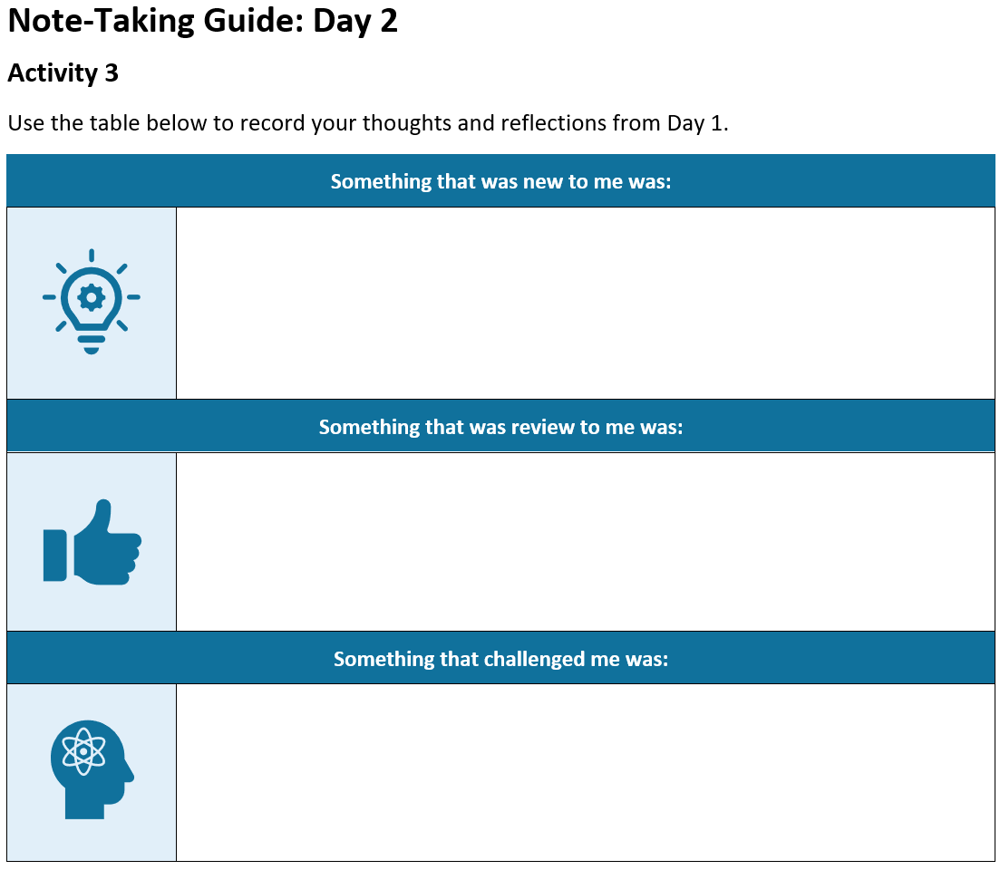 Note-Taking Guide: Day 2
Activity 3
Use the table below to record your thoughts and reflections from Day 1.
Something that was new to me was:
Something that was review to me was:
Something that challenged me was: